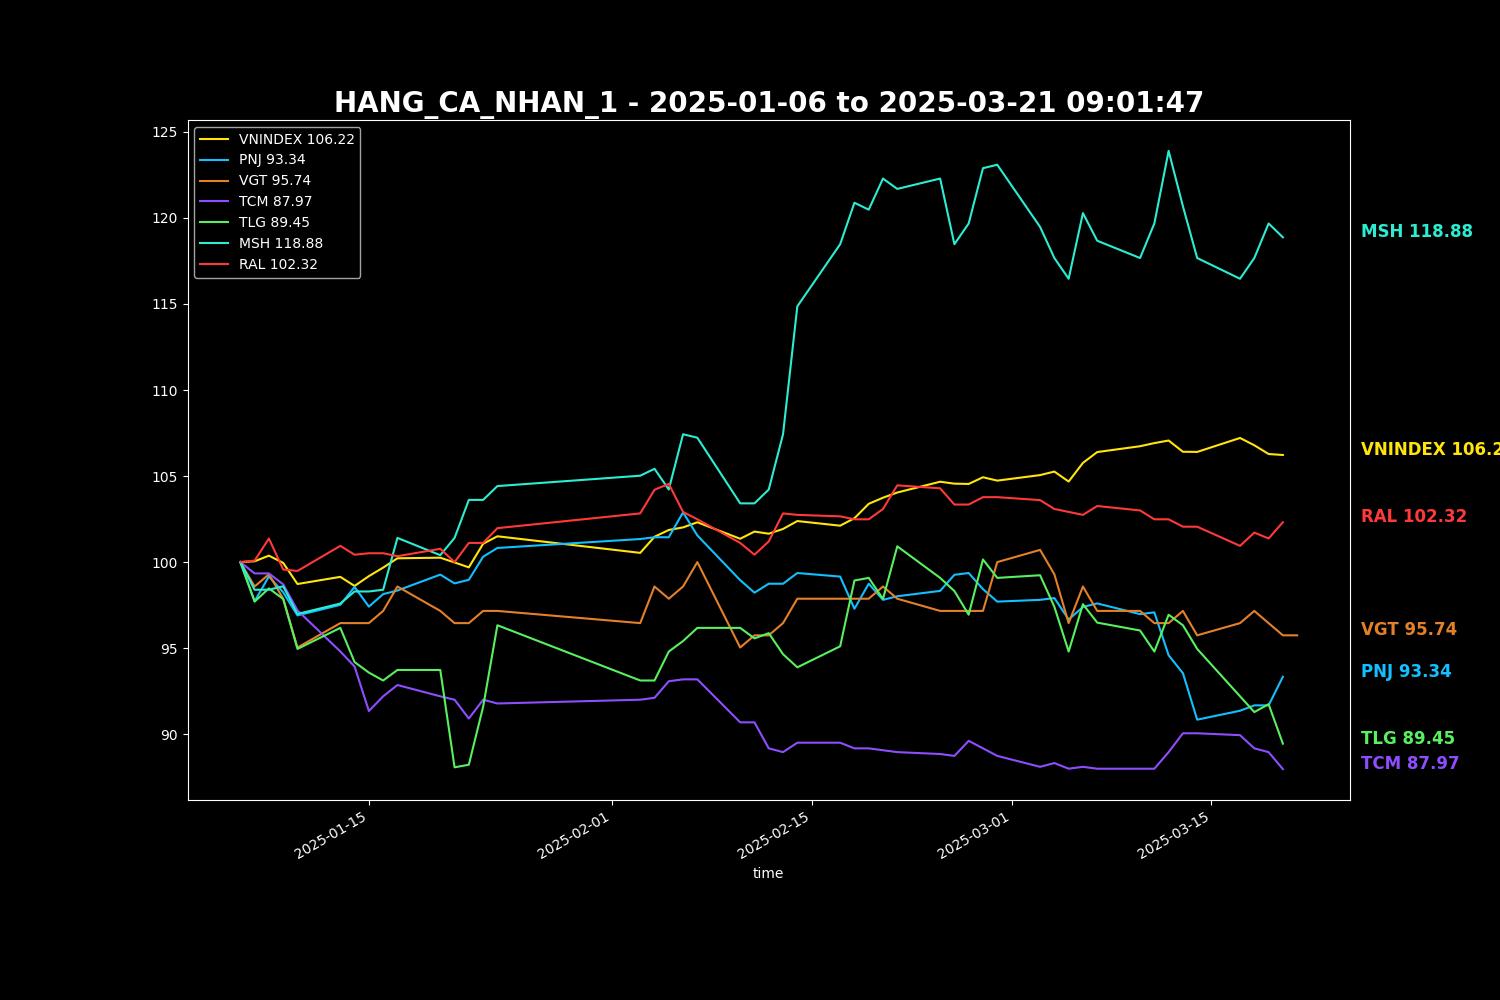 HANG_CA_NHAN_1 - 2025-01-06 to 2025-03-21 09:01:47
VNINDEX 106.22
PNJ 93.34
VGT 95.74
TCM 87.97
TLG 89.45
MSH 118.88
RAL 102.32
125
120
115
110
105
100
95
90
MSH 118.88
VNINDEX 106.2
RAL 102.32
VGT 95.74
PNJ 93.34
TLG 89.45
TCM 87.97
2025-01-15
2025-02-01
2025-02-15
2025-03-01
2025-03-15
time